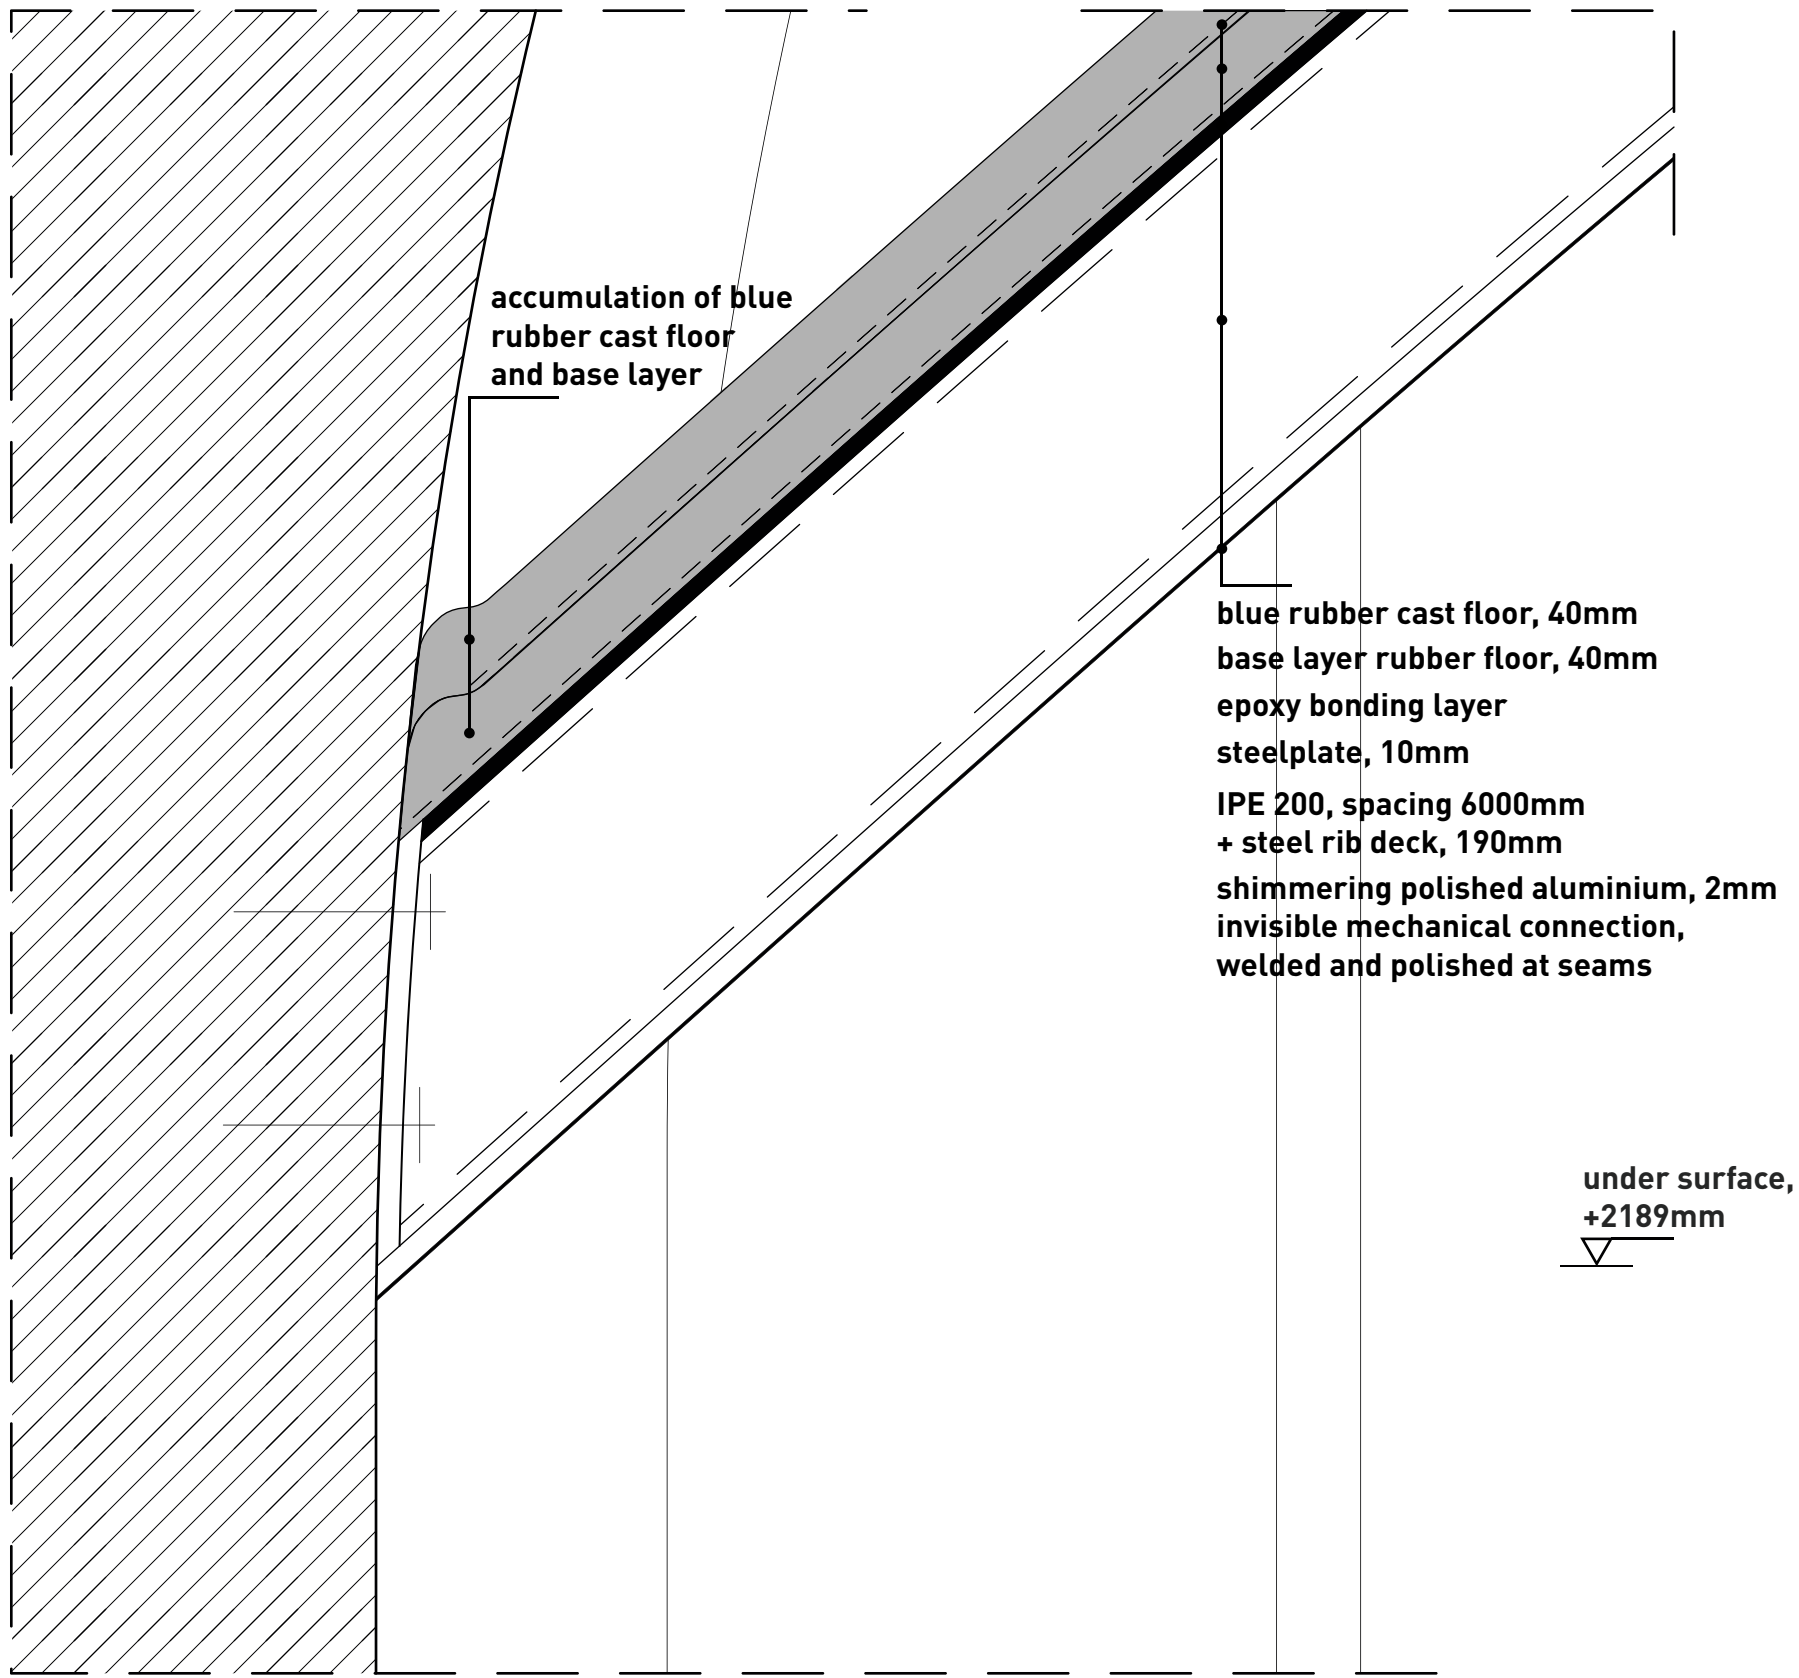 accumulation of blue
rubber cast floor
and base layer
blue rubber cast floor, 40mm
base layer rubber floor, 40mm
epoxy bonding layer
steelplate, 10mm
IPE 200, spacing 6000mm
+ steel rib deck, 190mm
shimmering polished aluminium, 2mm
invisible mechanical connection,
welded and polished at seams
under surface,
+2189mm